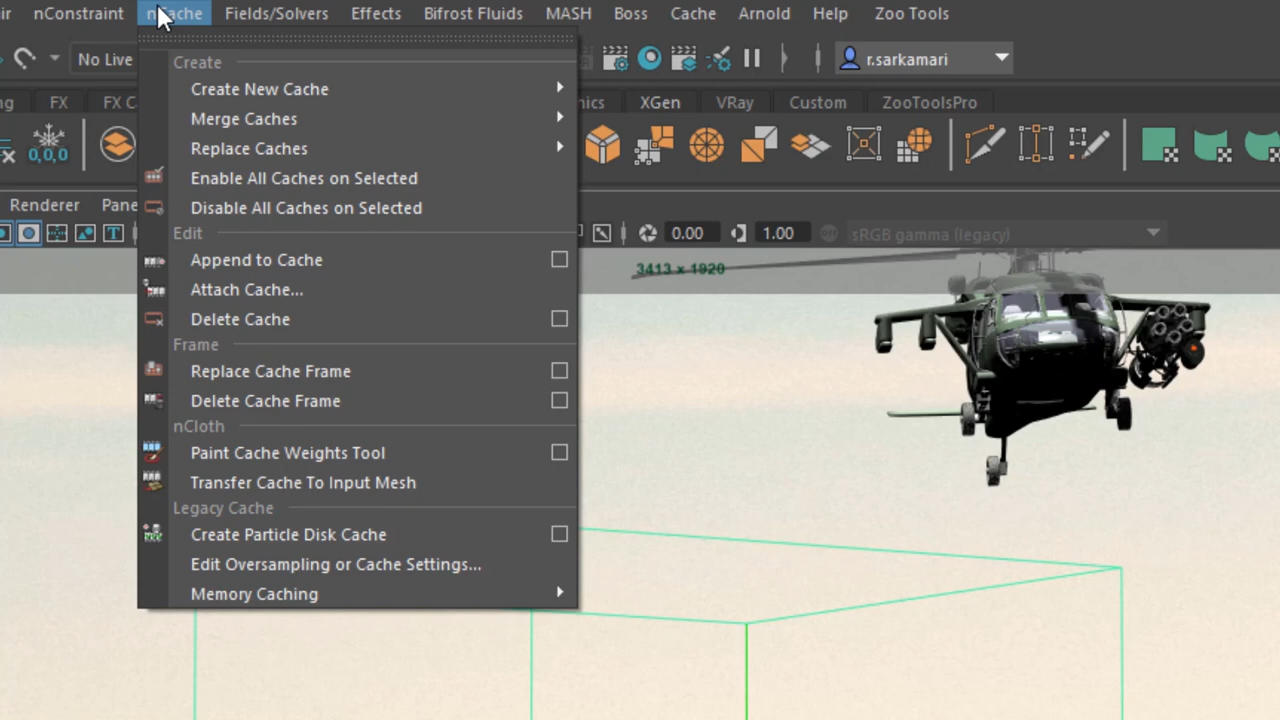 nConstraint nCache Fields/Solvers Effects Bifrost Fluids MASH Boss Cache Arnold Help Zoo Tools
No Live r.sarkamari
FX XGen VRay Custom ZooToolsPro
0,0,0
Renderer
0.00 1.00 sRGB gamma (legacy)
3413 x 1920
Create
Create New Cache
Merge Caches
Replace Caches
Enable All Caches on Selected
Disable All Caches on Selected
Edit
Append to Cache
Attach Cache...
Delete Cache
Frame
Replace Cache Frame
Delete Cache Frame
nCloth
Paint Cache Weights Tool
Transfer Cache To Input Mesh
Legacy Cache
Create Particle Disk Cache
Edit Oversampling or Cache Settings...
Memory Caching